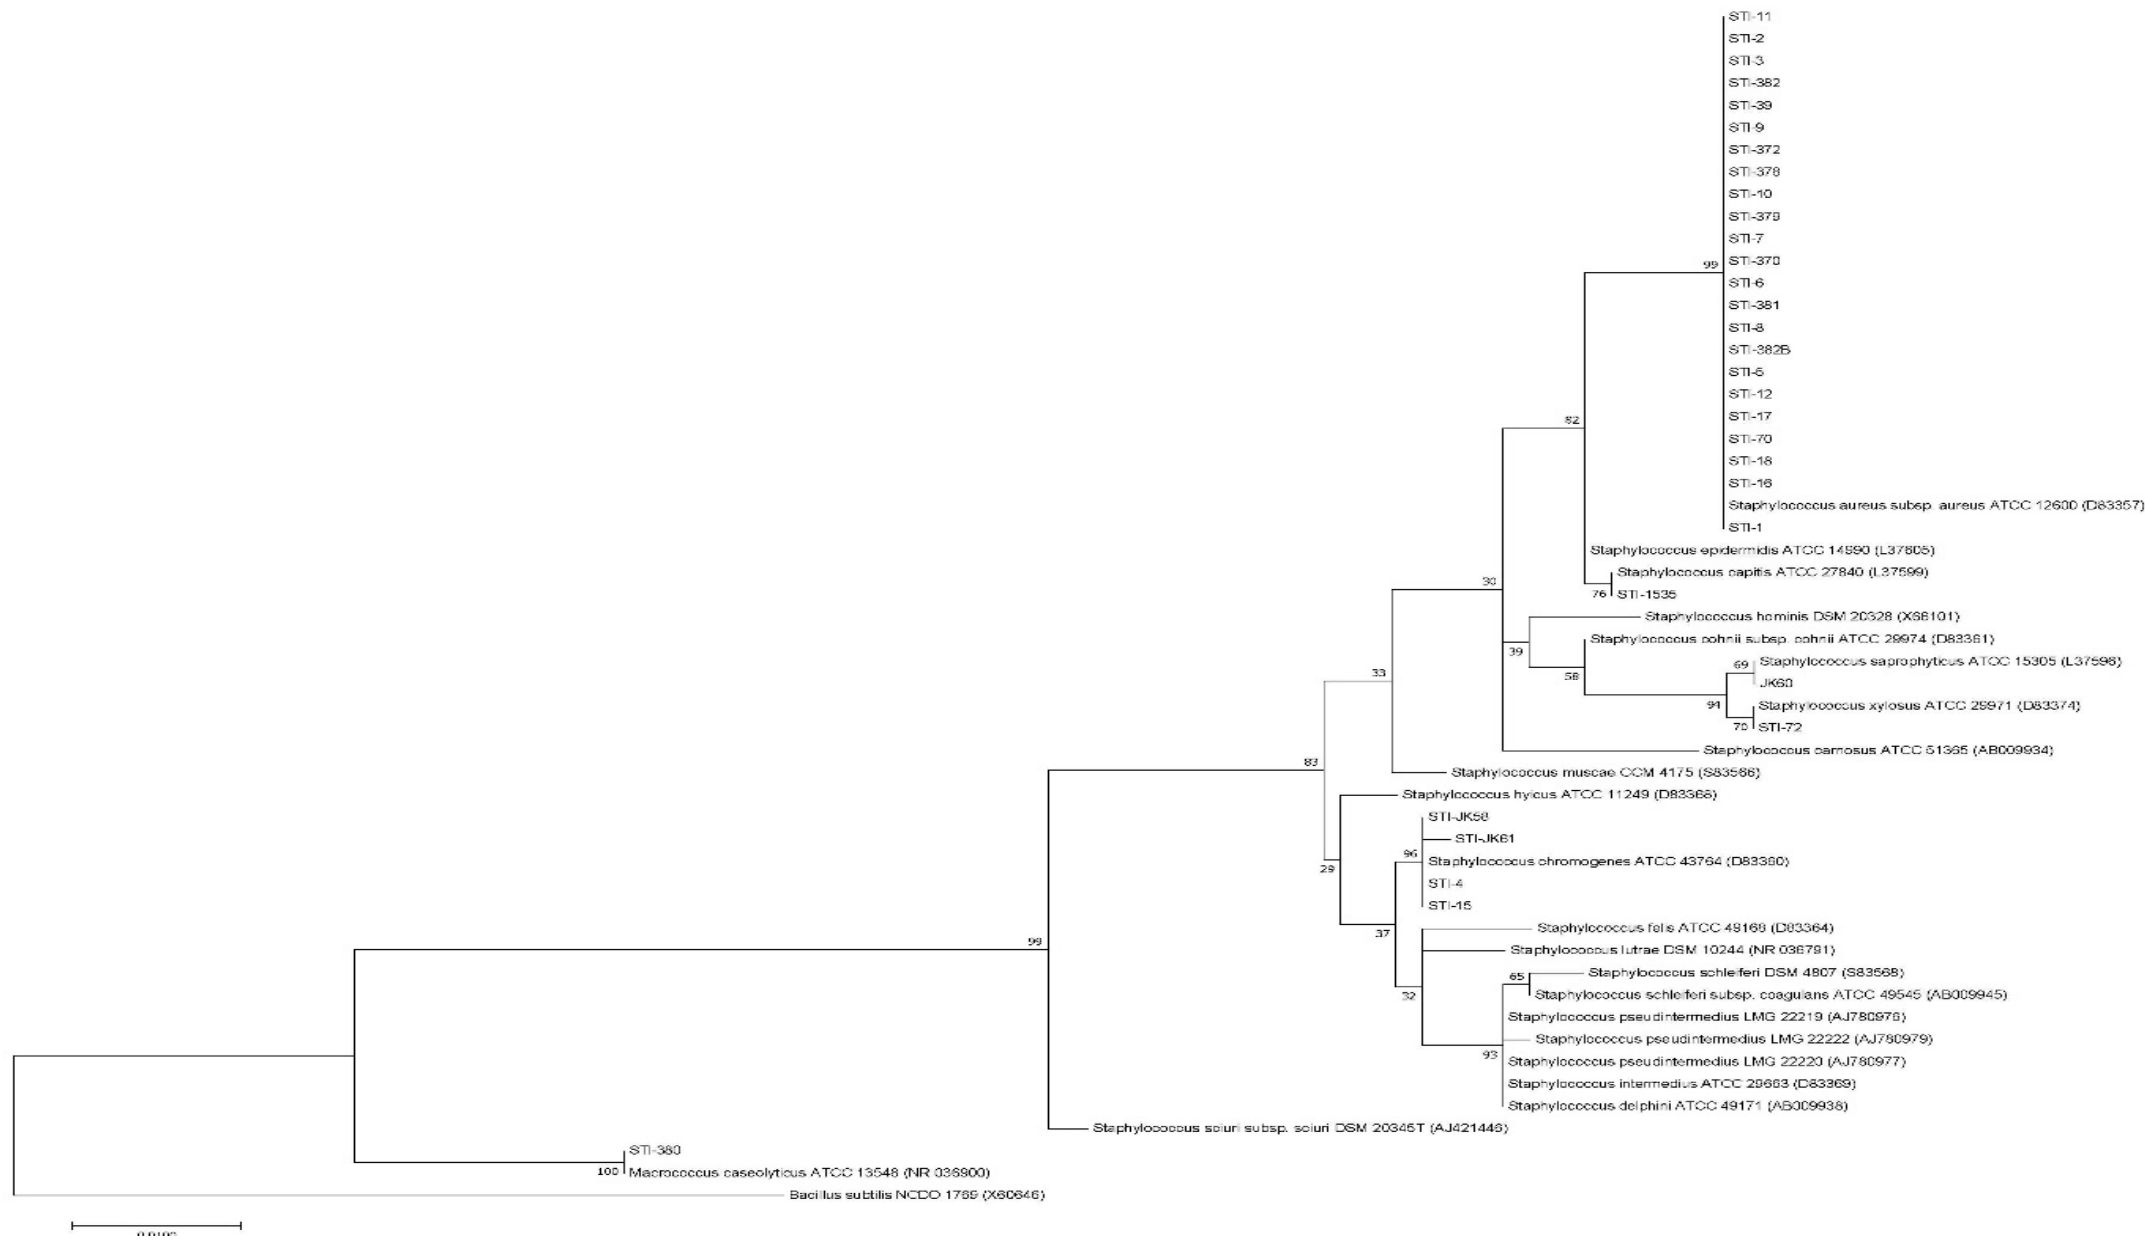 STI-11
STI-2
STI-3
STI-382
STI-39
STI-9
STI-372
STI-378
STI-10
STI-379
STI-7
99
STI-370
STI-6
STI-381
STI-8
STI-382B
STI-5
STI-12
STI-17
82
STI-70
STI-18
STI-16
Staphylococcus aureus subsp. aureus ATCC 12600 (D83357)
STI-1
Staphylococcus epidermidis ATCC 14990 (L37605)
Staphylococcus capitis ATCC 27840 (L37599)
30
76
STI-1535
Staphylococcus hominis DSM 20328 (X66101)
Staphylococcus cohnii subsp. cohnii ATCC 29974 (D83361)
39
69
Staphylococcus saprophyticus ATCC 15305 (L37596)
33
58
JK60
94
Staphylococcus xylosus ATCC 29971 (D83374)
70
STI-72
Staphylococcus carnosus ATCC 51365 (AB009934)
83
Staphylococcus muscae CCM 4175 (S83566)
Staphylococcus hyicus ATCC 11249 (D83368)
STI-JK58
STI-JK61
96
Staphylococcus chromogenes ATCC 43764 (D83360)
29
STI-4
STI-15
37
Staphylococcus felis ATCC 49168 (D83364)
99
Staphylococcus lutrae DSM 10244 (NR 036791)
65
Staphylococcus schleiferi DSM 4807 (S83568)
32
Staphylococcus schleiferi subsp. coagulans ATCC 49545 (AB009945)
Staphylococcus pseudintermedius LMG 22219 (AJ780976)
Staphylococcus pseudintermedius LMG 22222 (AJ780979)
93
Staphylococcus pseudintermedius LMG 22220 (AJ780977)
Staphylococcus intermedius ATCC 29663 (D83369)
Staphylococcus delphini ATCC 49171 (AB009938)
Staphylococcus sciuri subsp. sciuri DSM 20345T (AJ421446)
STI-380
100
Macrococcus caseolyticus ATCC 13548 (NR 036900)
Bacillus subtilis NCDO 1769 (X60646)